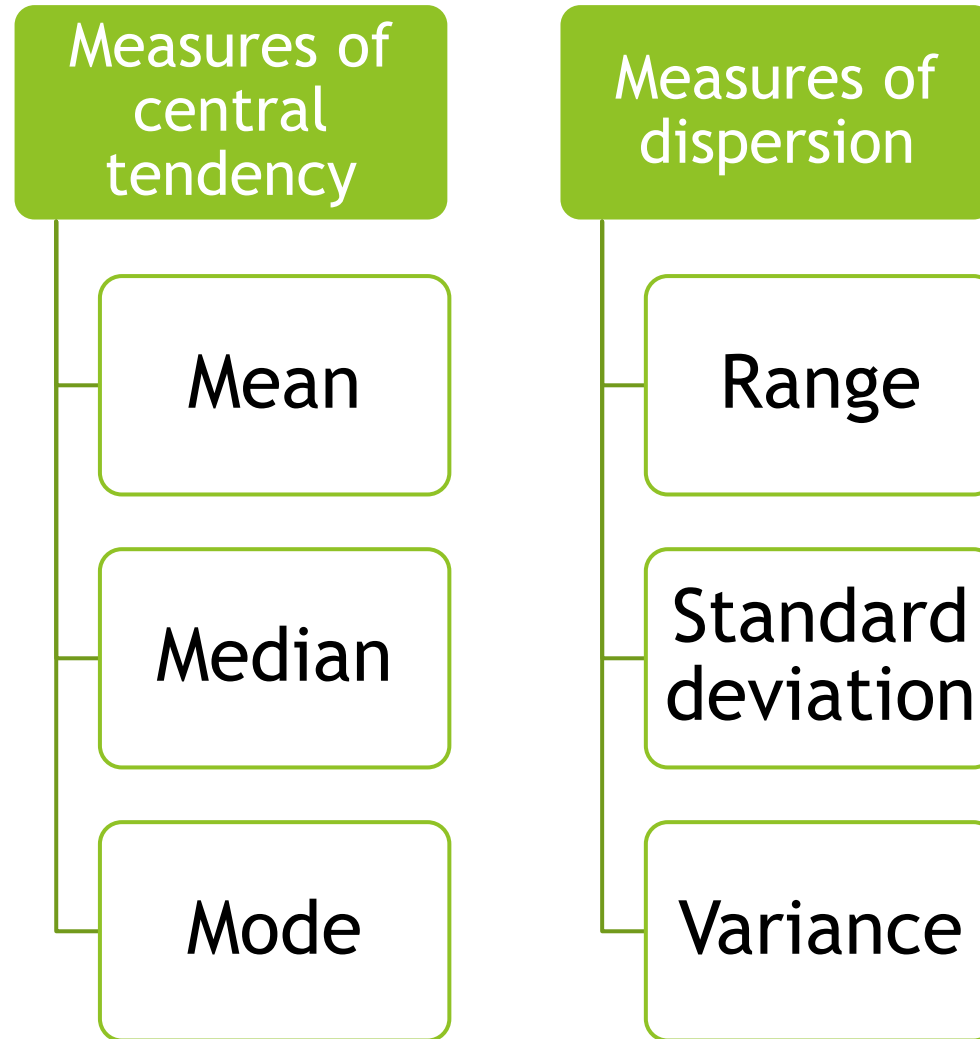 Measures of
central
tendency
Mean
Median
Mode
Measures of
dispersion
Range
Standard
deviation
Variance